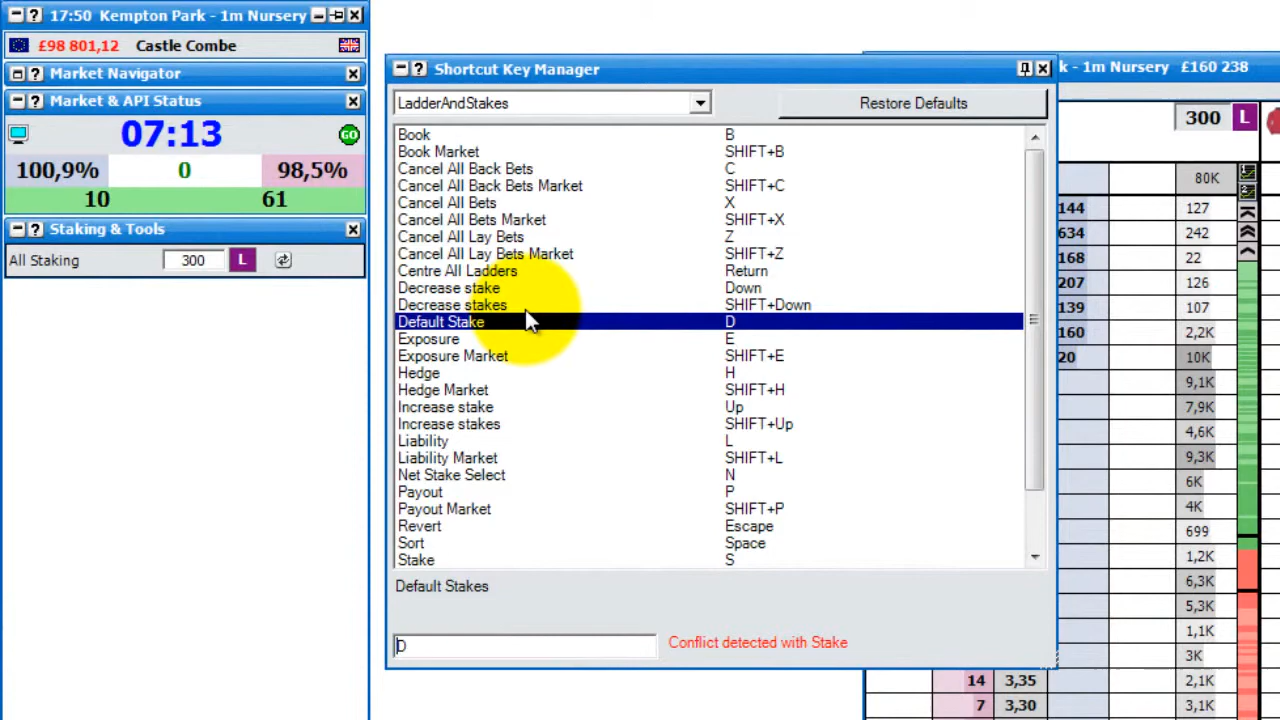 17:50 Kempton Park - 1m Nursery
£98 801,12 Castle Combe
Market Navigator
Market & API Status
07:13 GO
100,9% 0 98,5%
10 61
Staking & Tools
All Staking 300 L
Shortcut Key Manager
LadderAndStakes Restore Defaults
Book B
Book Market SHIFT+B
Cancel All Back Bets C
Cancel All Back Bets Market SHIFT+C
Cancel All Bets X
Cancel All Bets Market SHIFT+X
Cancel All Lay Bets Z
Cancel All Lay Bets Market SHIFT+Z
Centre All Ladders Return
Decrease stake Down
Decrease stakes SHIFT+Down
Default Stake D
Exposure E
Exposure Market SHIFT+E
Hedge H
Hedge Market SHIFT+H
Increase stake Up
Increase stakes SHIFT+Up
Liability L
Liability Market SHIFT+L
Net Stake Select N
Payout P
Payout Market SHIFT+P
Revert Escape
Sort Space
Stake S
Default Stakes
D Conflict detected with Stake
k - 1m Nursery £160 238
300 L
80K
144 127
634 242
168 22
207 126
139 107
160 2,2K
20 10K
9,1K
7,9K
4,6K
9,3K
6K
4K
699
1,2K
6,3K
5,3K
1,1K
3K
14 3,35 2,1K
7 3,30 3,1K